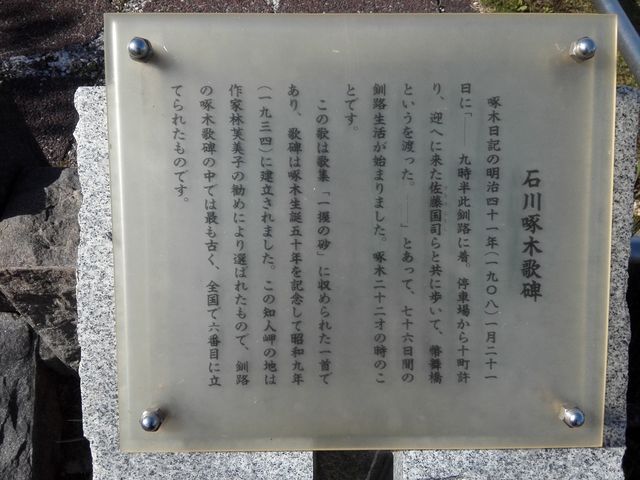 石川啄木歌碑
啄木日記の明治四十一年(一九〇八)一月二十一
日に「── 九時半此釧路に着。停車場から十町許
り、迎へに来た佐藤国司らと共に歩いて、幣舞橋
というを渡った。──」とあって、七十六日間の
釧路生活が始まりました。啄木二十二才の時のこ
とです。
この歌は歌集「一握の砂」に収められた一首で
あり、歌碑は啄木生誕五十年を記念して昭和九年
(一九三四)に建立されました。この知人岬の地は
作家林芙美子の勧めにより選ばれたもので、釧路
の啄木歌碑の中では最も古く、全国で六番目に立
てられたものです。